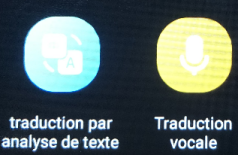 A
traduction par
analyse de texte
Traduction
vocale